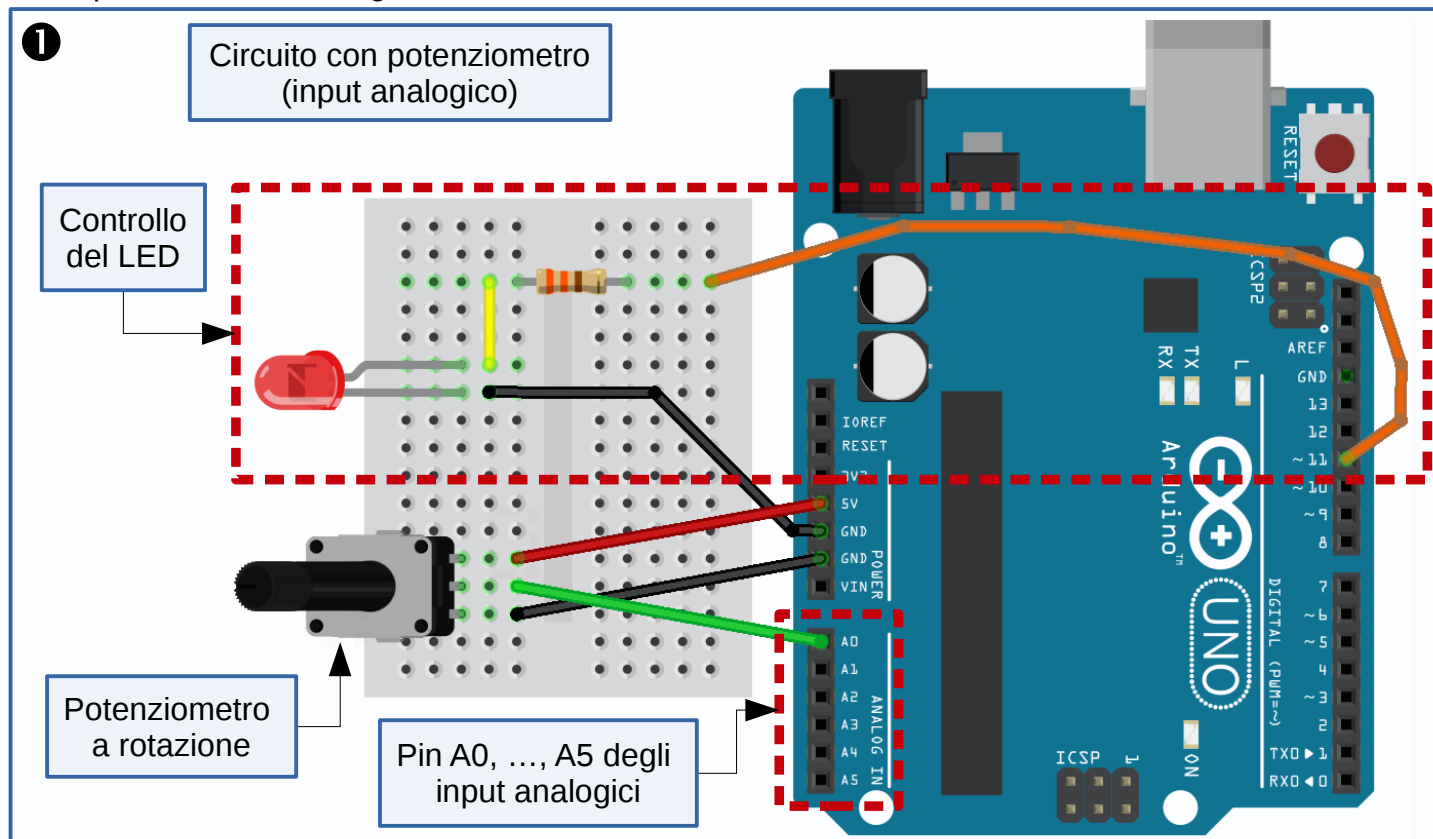 ❶
Circuito con potenziometro
(input analogico)
Controllo
del LED
Potenziometro
a rotazione
Pin A0, …, A5 degli
input analogici
RESET
ICSP2
AREF
GND
13
12
~11
~10
~9
8
7
~6
~5
4
~3
2
TX0▶1
RX0◀0
DIGITAL (PWM=~)
RX
TX
L
Arduino™
UNO
IOREF
RESET
3V3
5V
GND
GND
VIN
POWER
A0
A1
A2
A3
A4
A5
ANALOG IN
ICSP
1
ON